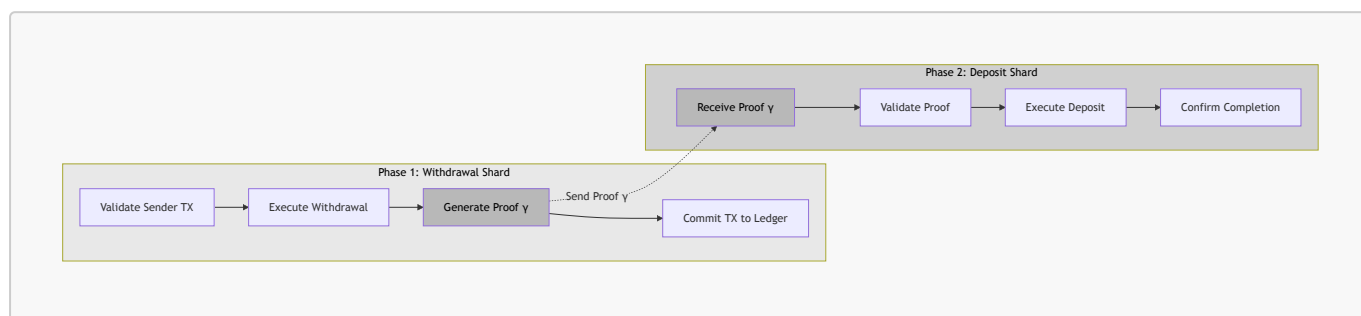 Phase 2: Deposit Shard
Receive Proof γ
Validate Proof
Execute Deposit
Confirm Completion
Phase 1: Withdrawal Shard
Validate Sender TX
Execute Withdrawal
Generate Proof γ
Send Proof γ
Commit TX to Ledger